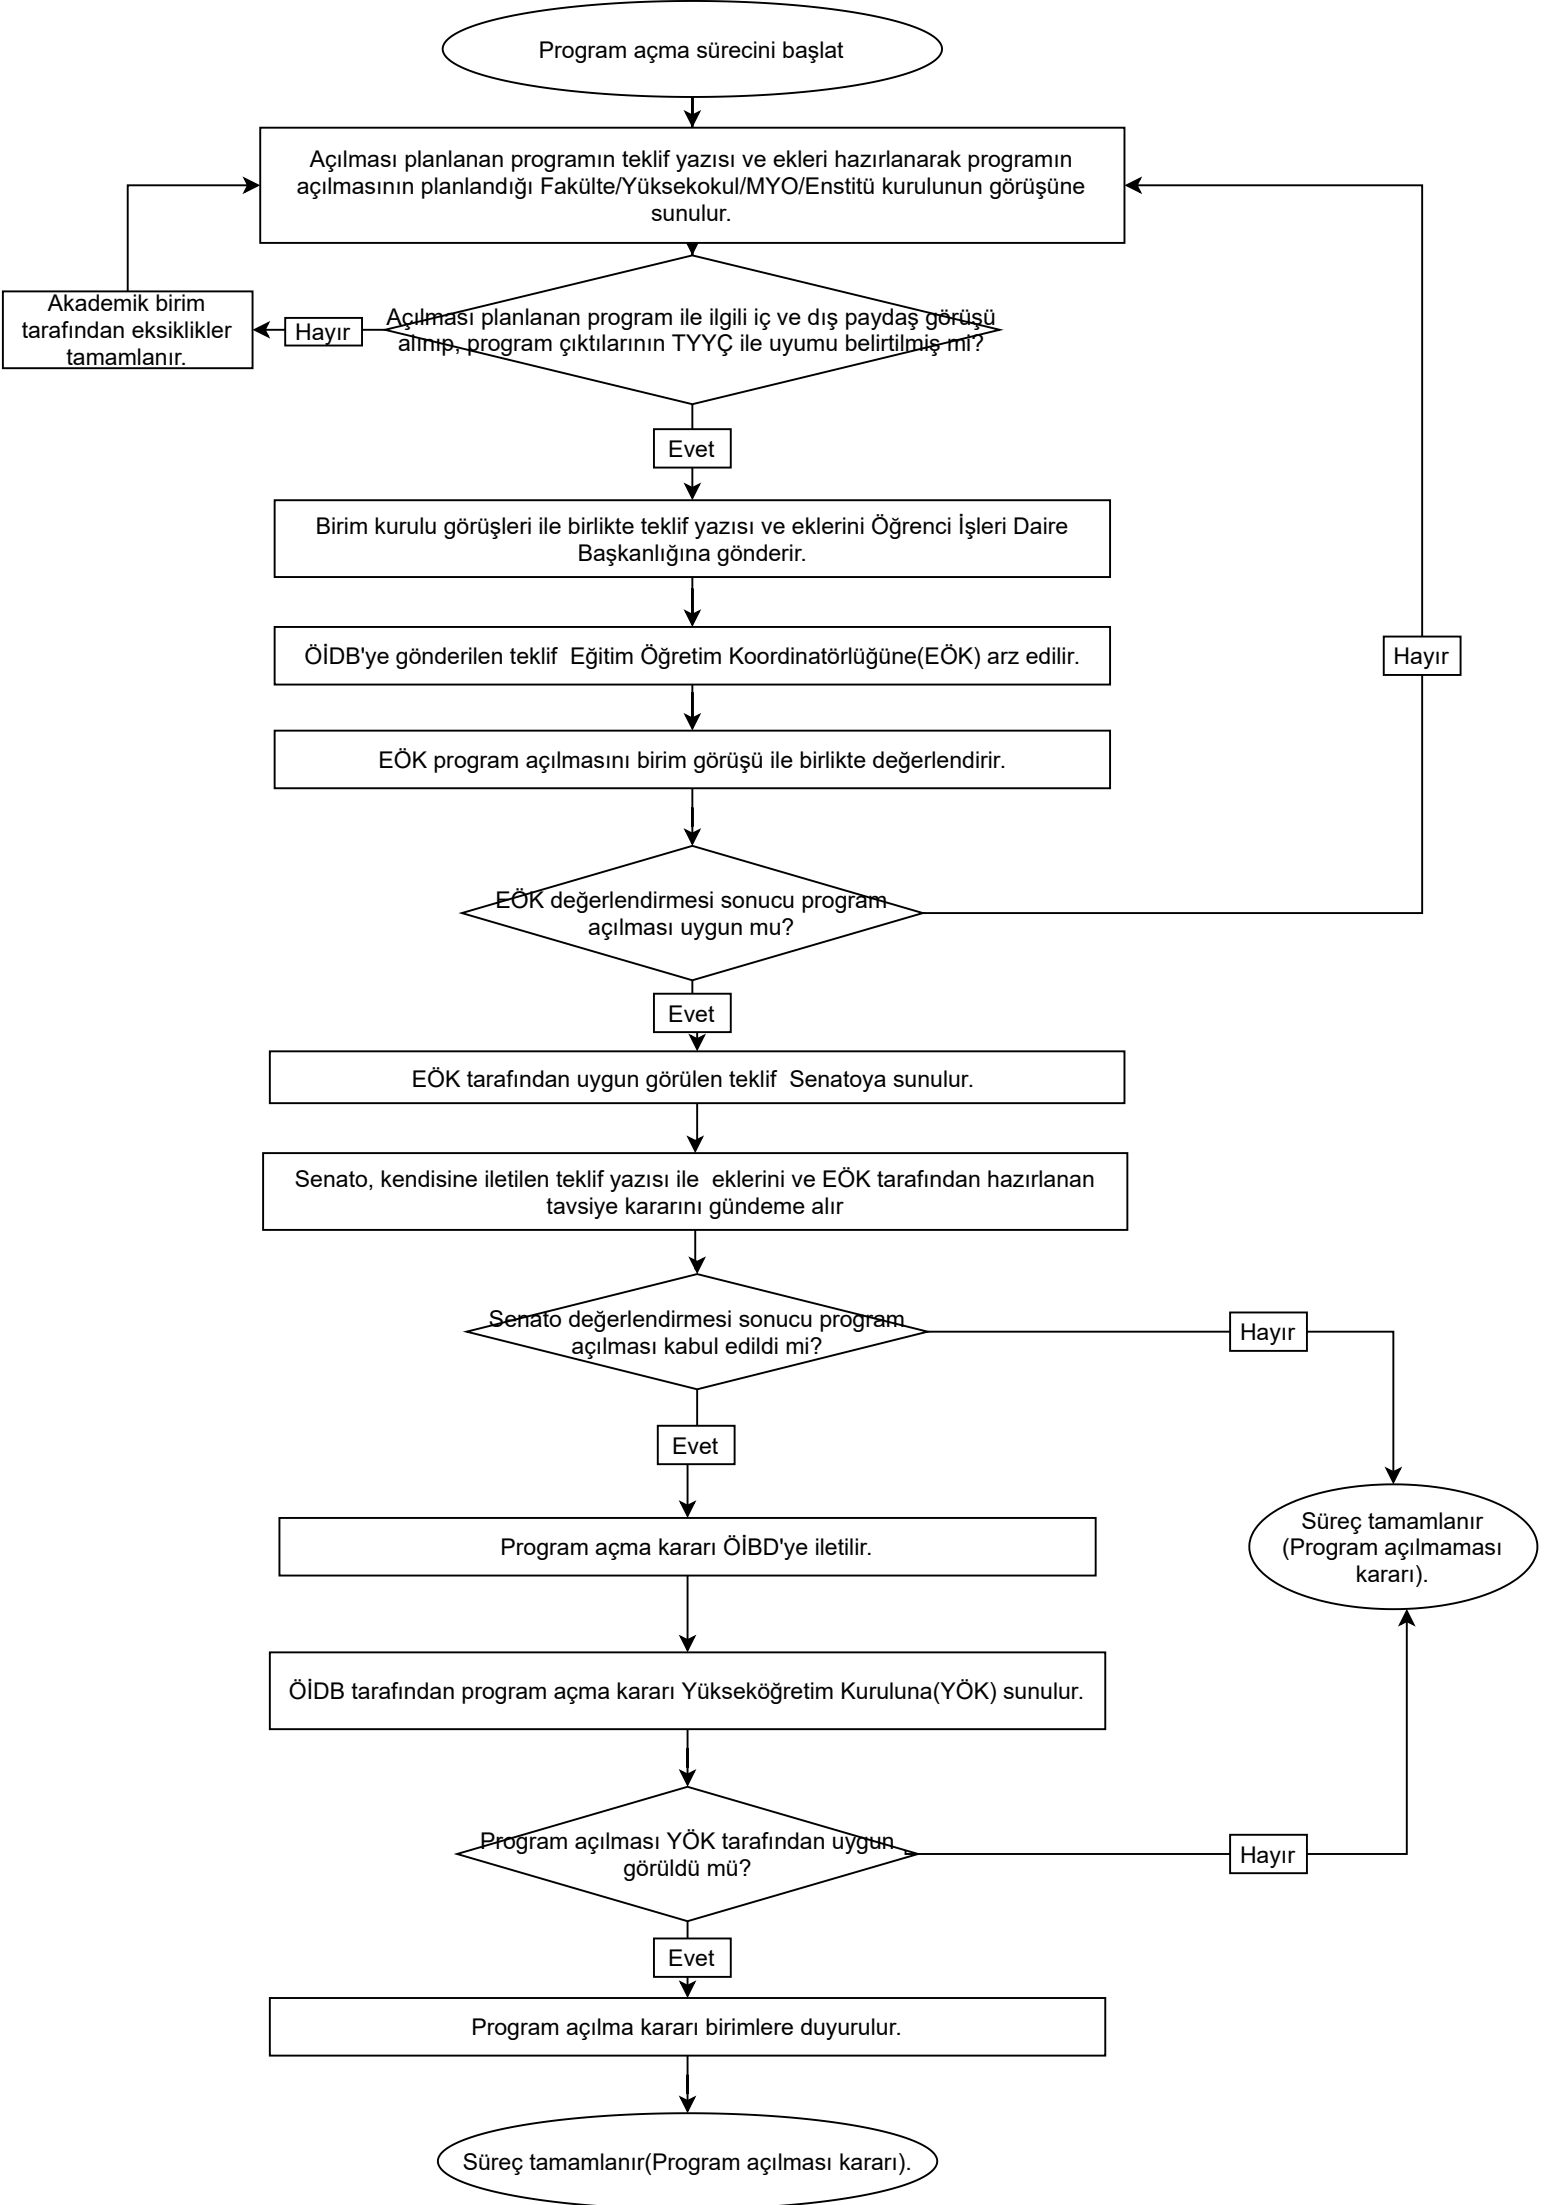 Program açma sürecini başlat
Açılması planlanan programın teklif yazısı ve ekleri hazırlanarak programın
açılmasının planlandığı Fakülte/Yüksekokul/MYO/Enstitü kurulunun görüşüne
sunulur.
Akademik birim
tarafından eksiklikler
tamamlanır.
Hayır
Açılması planlanan program ile ilgili iç ve dış paydaş görüşü
alınıp, program çıktılarının TYYÇ ile uyumu belirtilmiş mi?
Evet
Birim kurulu görüşleri ile birlikte teklif yazısı ve eklerini Öğrenci İşleri Daire
Başkanlığına gönderir.
ÖİDB'ye gönderilen teklif  Eğitim Öğretim Koordinatörlüğüne(EÖK) arz edilir.
Hayır
EÖK program açılmasını birim görüşü ile birlikte değerlendirir.
EÖK değerlendirmesi sonucu program
açılması uygun mu?
Evet
EÖK tarafından uygun görülen teklif  Senatoya sunulur.
Senato, kendisine iletilen teklif yazısı ile  eklerini ve EÖK tarafından hazırlanan
tavsiye kararını gündeme alır
Senato değerlendirmesi sonucu program
açılması kabul edildi mi?
Hayır
Evet
Program açma kararı ÖİBD'ye iletilir.
Süreç tamamlanır
(Program açılmaması
kararı).
ÖİDB tarafından program açma kararı Yükseköğretim Kuruluna(YÖK) sunulur.
Program açılması YÖK tarafından uygun
görüldü mü?
Hayır
Evet
Program açılma kararı birimlere duyurulur.
Süreç tamamlanır(Program açılması kararı).